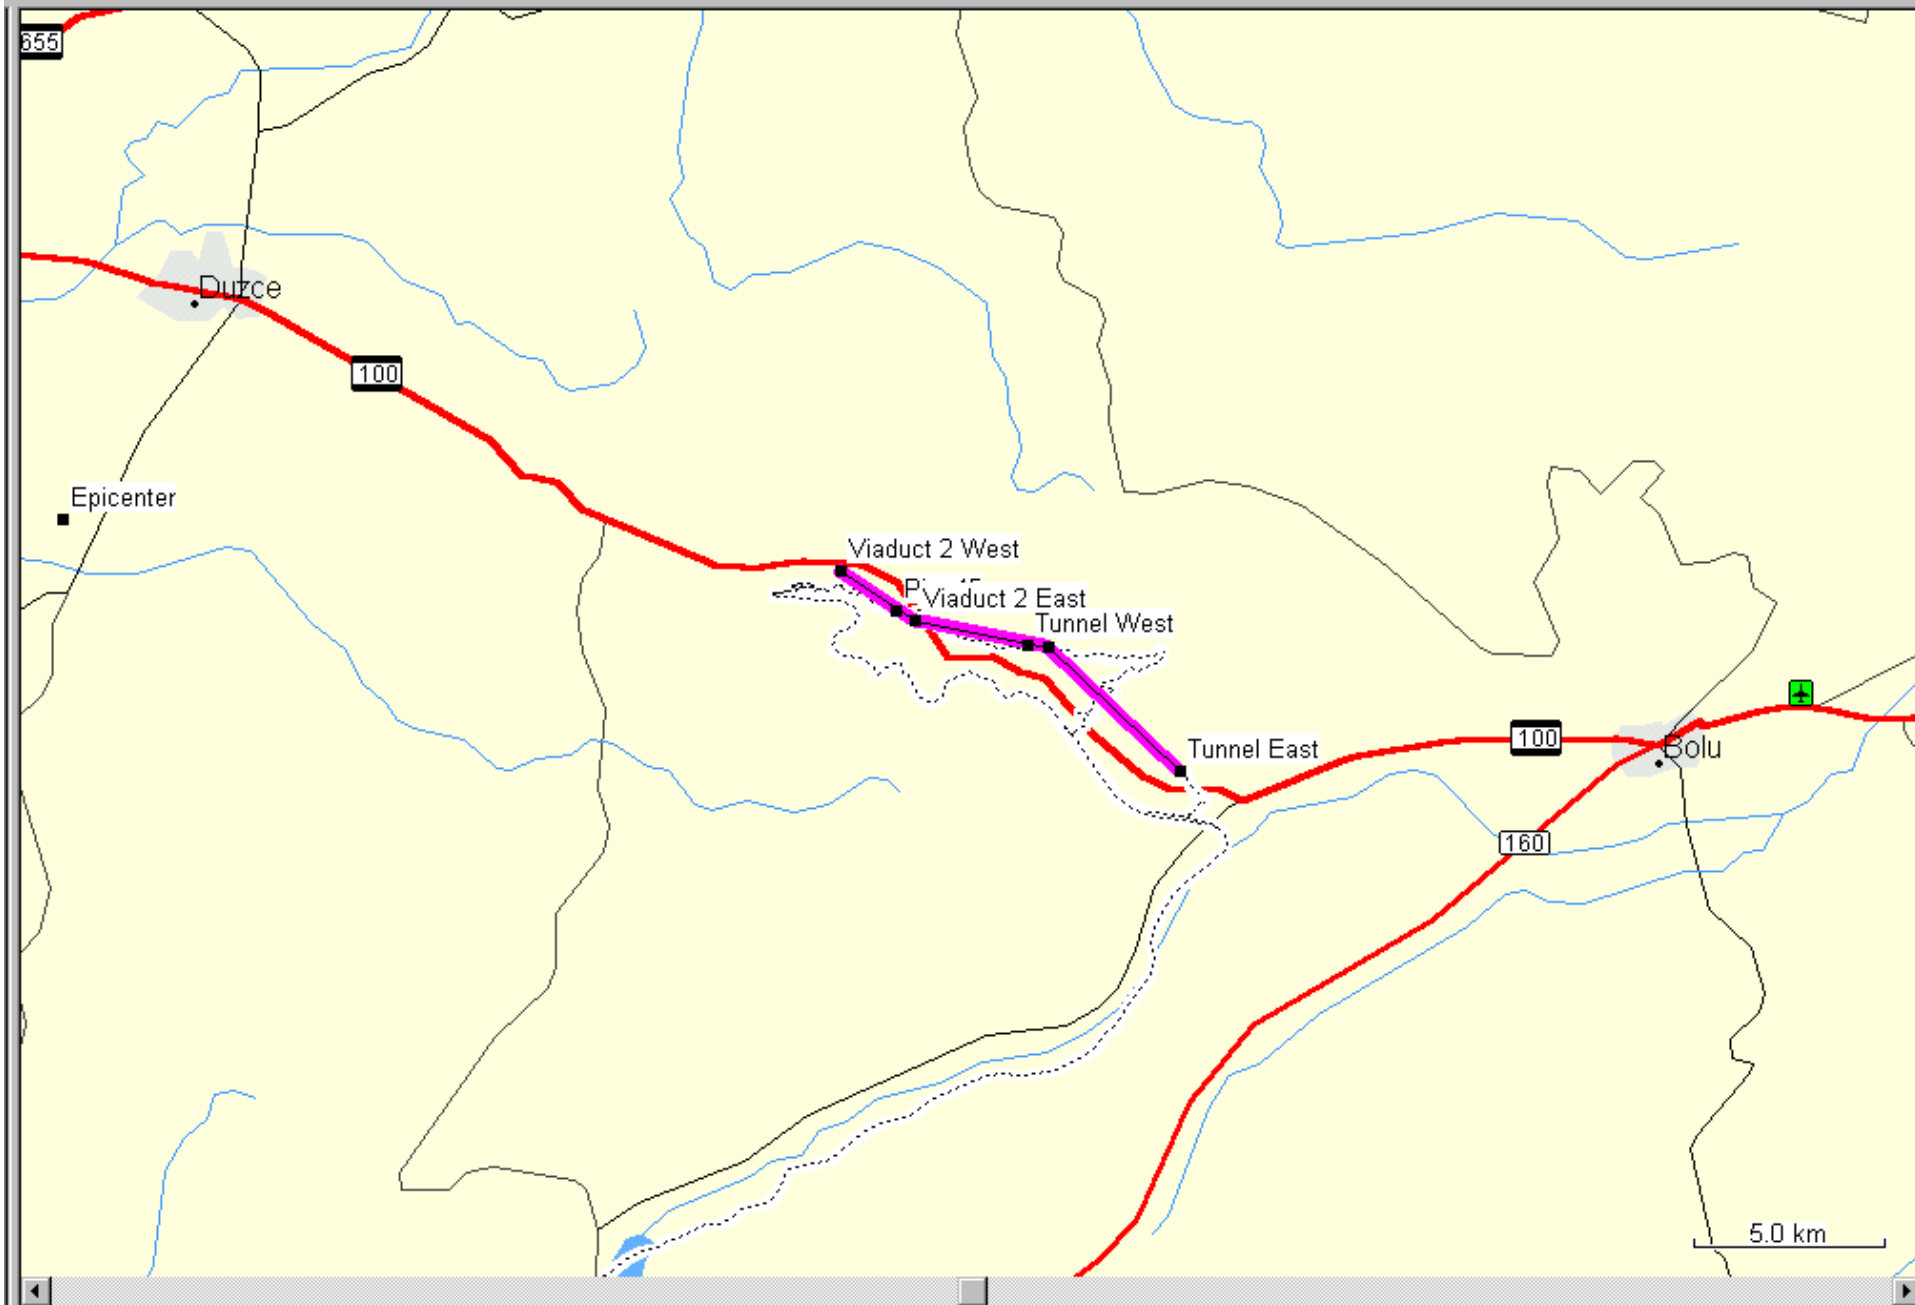 655
Duzce
100
Epicenter
Viaduct 2 West
Viaduct 2 East
Tunnel West
Tunnel East
100
Bolu
160
5.0 km